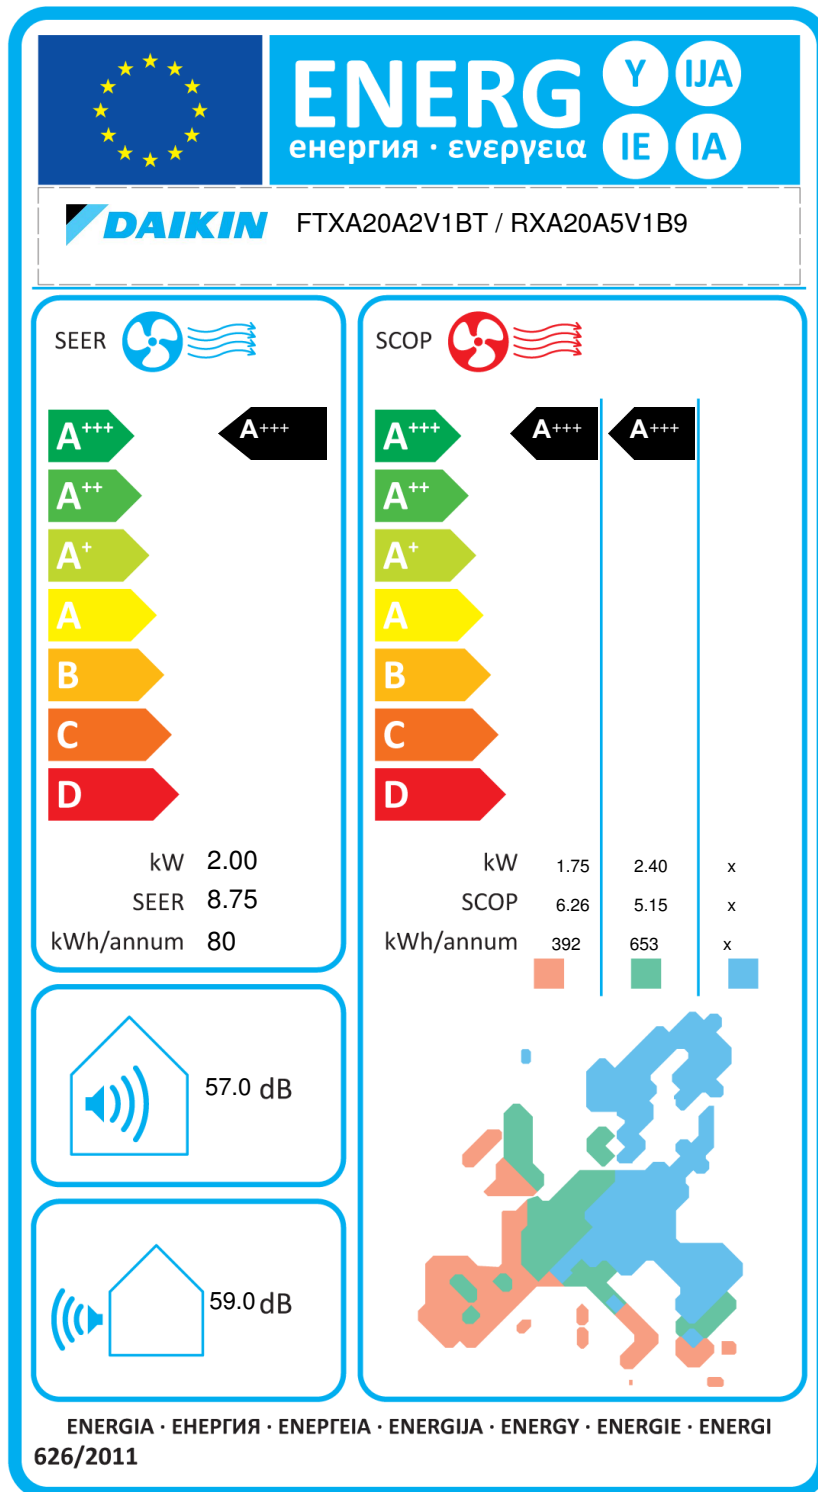 ENERG
енергия · ενεργεια
Y IJA
IE IA
DAIKIN FTXA20A2V1BT / RXA20A5V1B9
SEER
A+++ A+++
A++
A+
A
B
C
D
kW 2.00
SEER 8.75
kWh/annum 80
SCOP
A+++ A+++ A+++
A++
A+
A
B
C
D
kW 1.75 2.40 x
SCOP 6.26 5.15 x
kWh/annum 392 653 x
57.0 dB
59.0 dB
ENERGIA · ЕНЕРГИЯ · ΕΝΕΡΓΕΙΑ · ENERGIJA · ENERGY · ENERGIE · ENERGI
626/2011